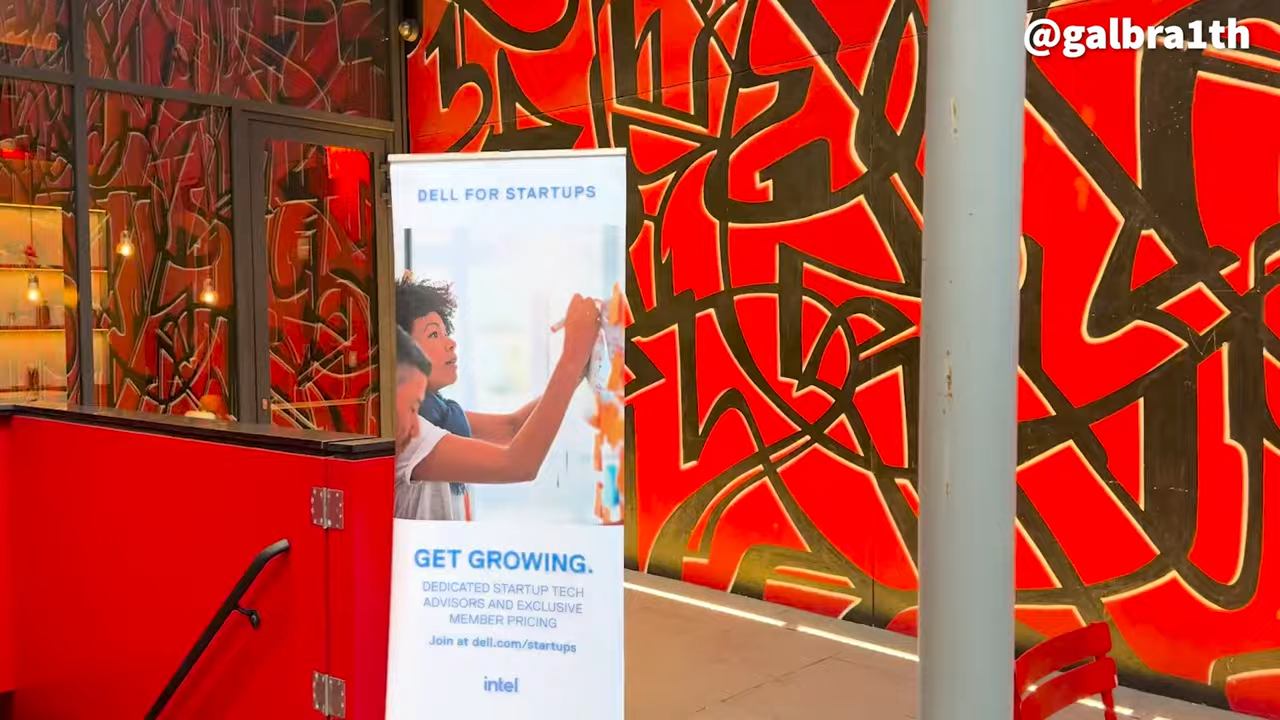 @galbra1th
DELL FOR STARTUPS
GET GROWING.
DEDICATED STARTUP TECH
ADVISORS AND EXCLUSIVE
MEMBER PRICING
Join at dell.com/startups
intel